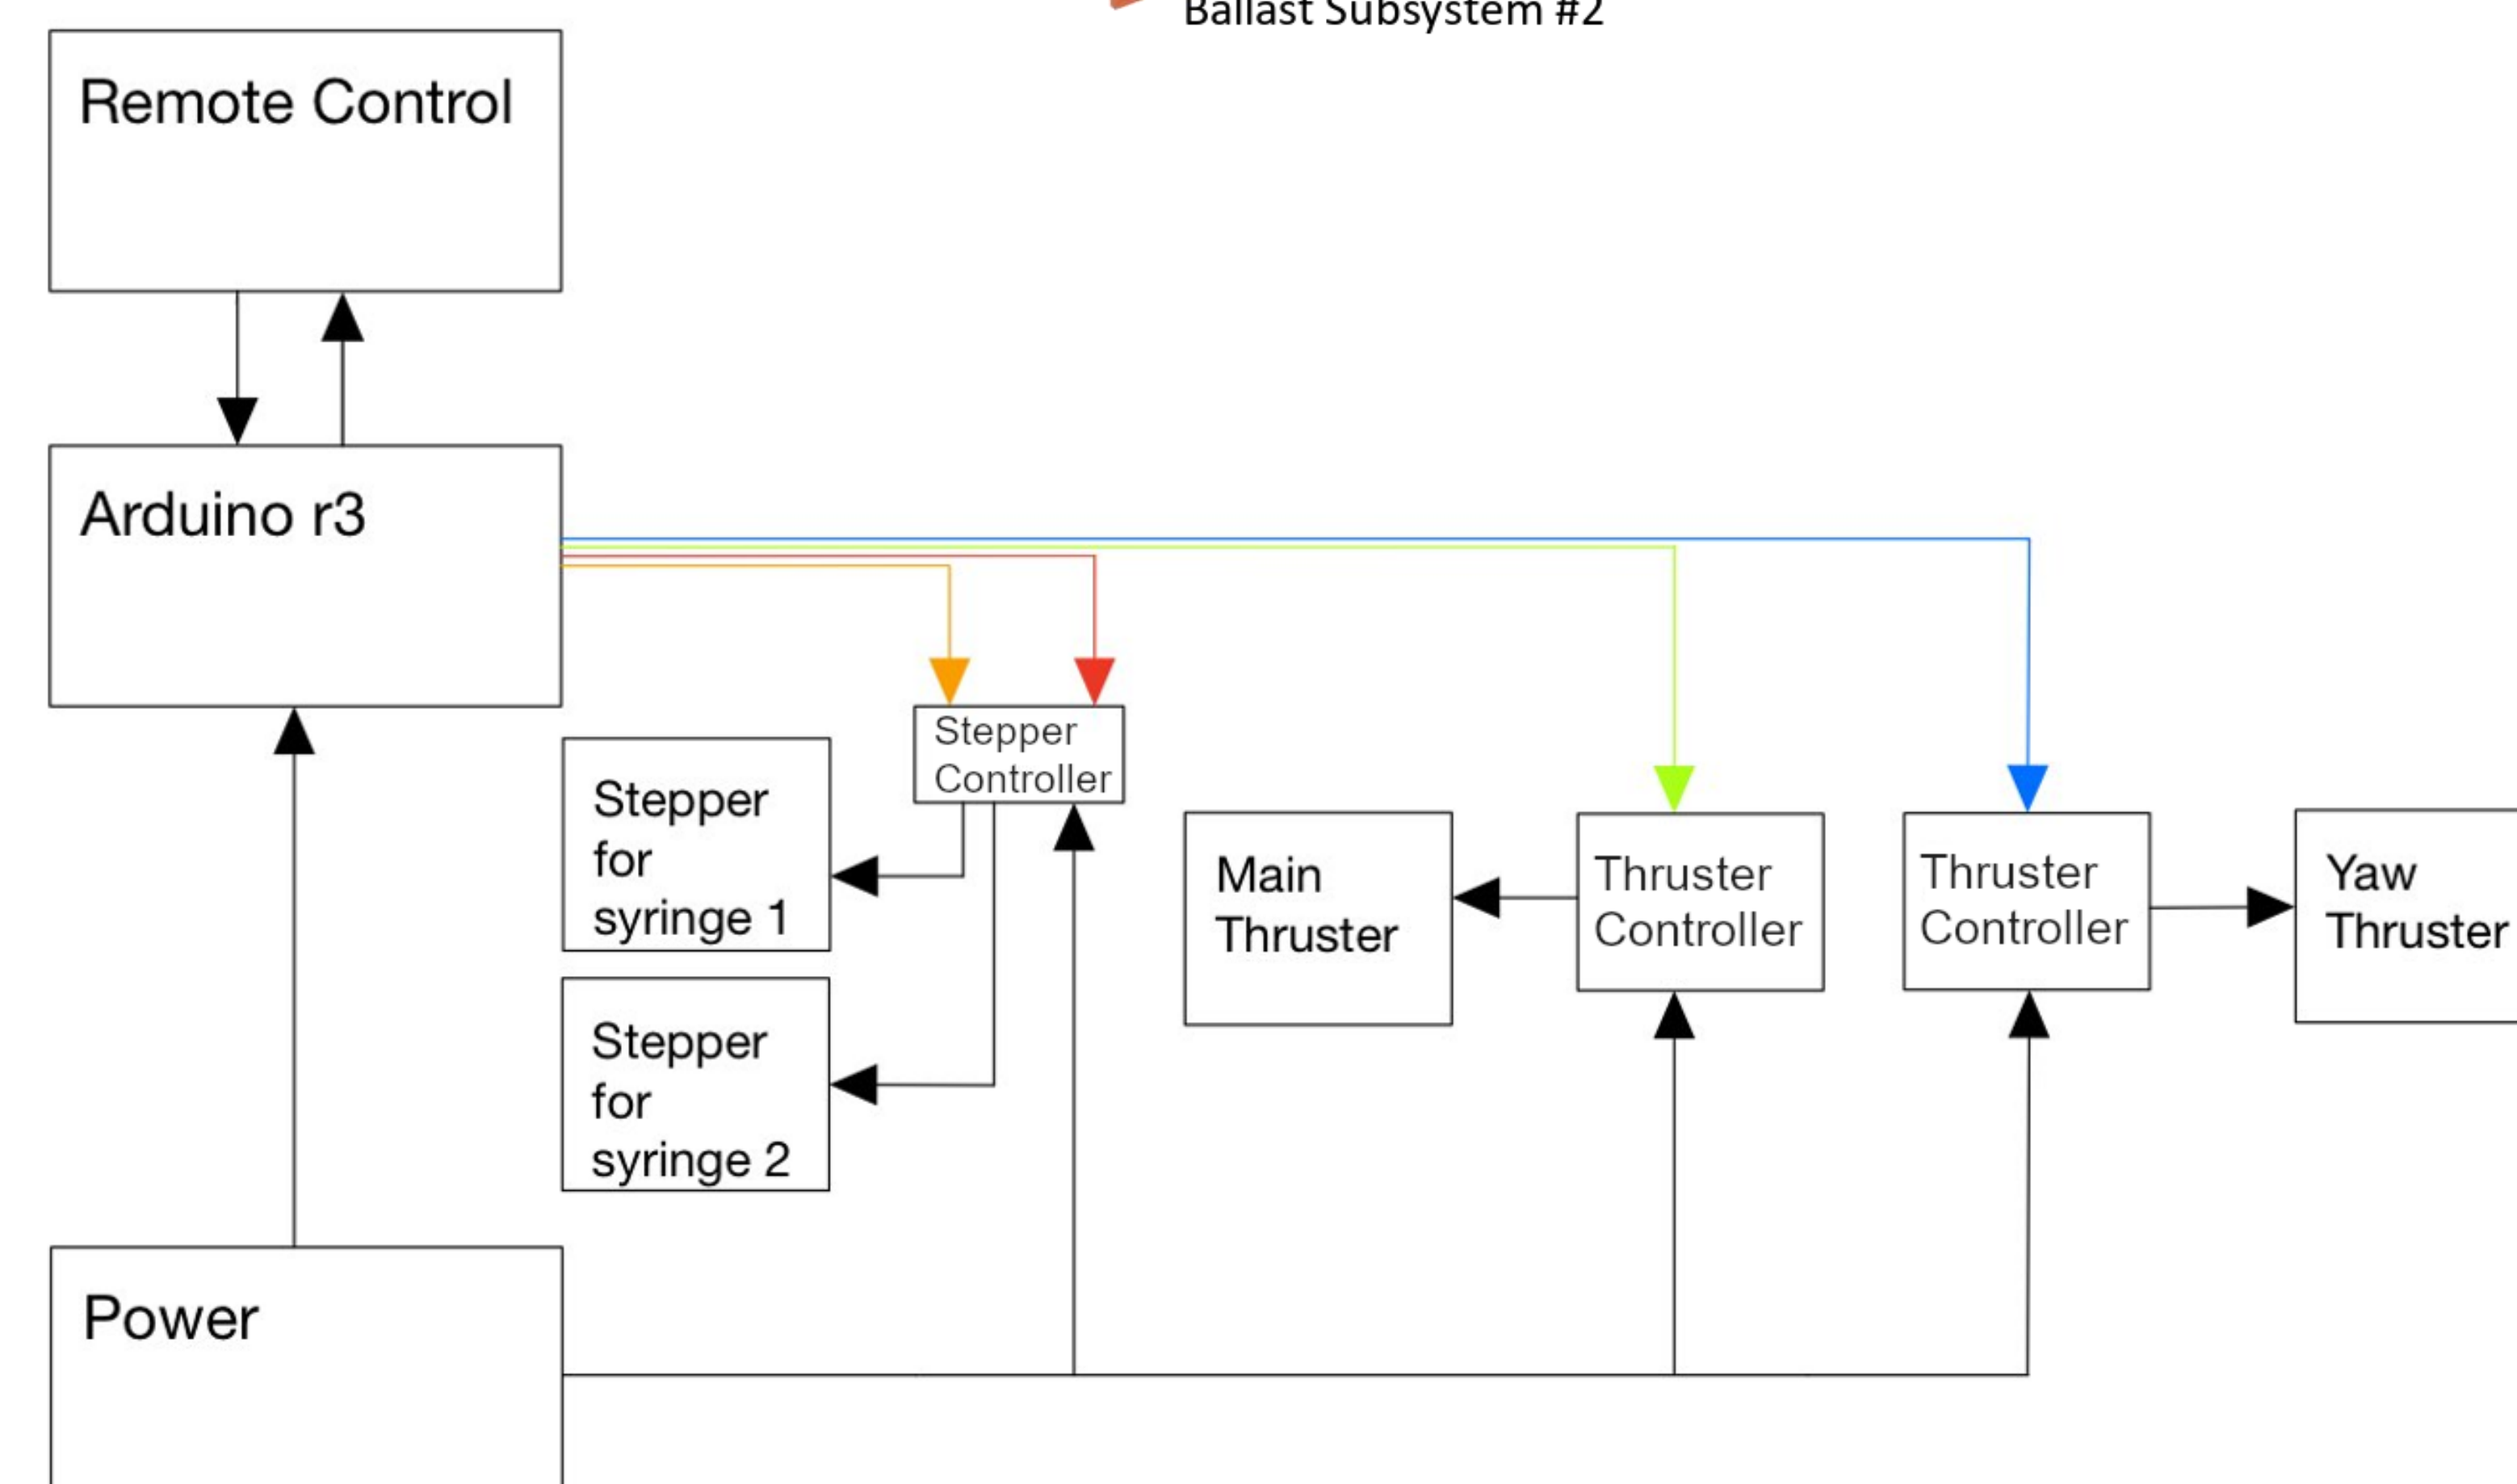 Ballast Subsystem #2
Remote Control
Arduino r3
Stepper
Controller
Stepper
for
syringe 1
Main
Thruster
Thruster
Controller
Thruster
Controller
Yaw
Thruster
Stepper
for
syringe 2
Power